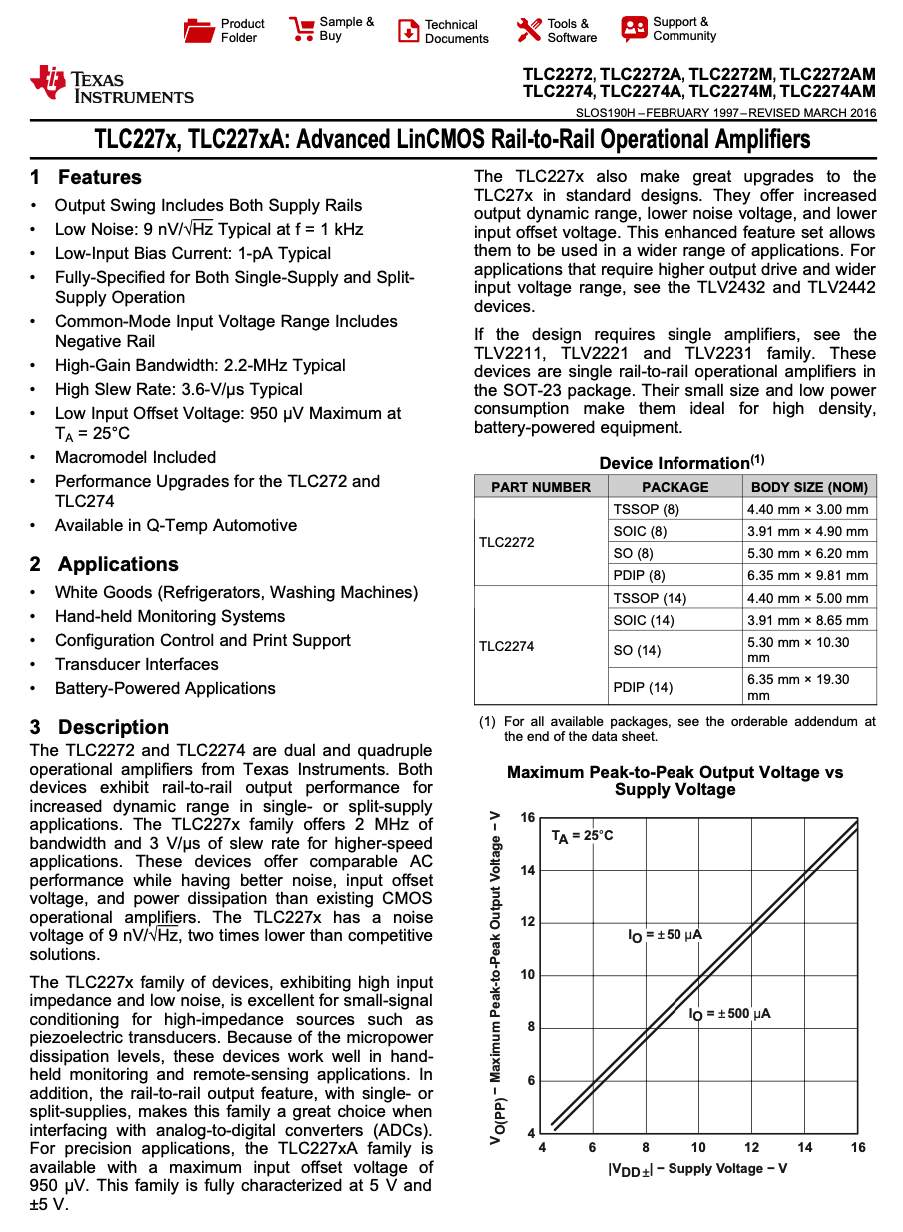 Product
Folder
Sample &
Buy
Technical
Documents
Tools &
Software
Support &
Community
TEXAS
INSTRUMENTS
TLC2272, TLC2272A, TLC2272M, TLC2272AM
TLC2274, TLC2274A, TLC2274M, TLC2274AM
SLOS190H – FEBRUARY 1997 – REVISED MARCH 2016
TLC227x, TLC227xA: Advanced LinCMOS Rail-to-Rail Operational Amplifiers
1 Features
• Output Swing Includes Both Supply Rails
• Low Noise: 9 nV/√Hz Typical at f = 1 kHz
• Low-Input Bias Current: 1-pA Typical
• Fully-Specified for Both Single-Supply and Split-
Supply Operation
• Common-Mode Input Voltage Range Includes
Negative Rail
• High-Gain Bandwidth: 2.2-MHz Typical
• High Slew Rate: 3.6-V/µs Typical
• Low Input Offset Voltage: 950 µV Maximum at
TA = 25°C
• Macromodel Included
• Performance Upgrades for the TLC272 and
TLC274
• Available in Q-Temp Automotive
2 Applications
• White Goods (Refrigerators, Washing Machines)
• Hand-held Monitoring Systems
• Configuration Control and Print Support
• Transducer Interfaces
• Battery-Powered Applications
3 Description
The TLC2272 and TLC2274 are dual and quadruple
operational amplifiers from Texas Instruments. Both
devices exhibit rail-to-rail output performance for
increased dynamic range in single- or split-supply
applications. The TLC227x family offers 2 MHz of
bandwidth and 3 V/µs of slew rate for higher-speed
applications. These devices offer comparable AC
performance while having better noise, input offset
voltage, and power dissipation than existing CMOS
operational amplifiers. The TLC227x has a noise
voltage of 9 nV/√Hz, two times lower than competitive
solutions.
The TLC227x family of devices, exhibiting high input
impedance and low noise, is excellent for small-signal
conditioning for high-impedance sources such as
piezoelectric transducers. Because of the micropower
dissipation levels, these devices work well in hand-
held monitoring and remote-sensing applications. In
addition, the rail-to-rail output feature, with single- or
split-supplies, makes this family a great choice when
interfacing with analog-to-digital converters (ADCs).
For precision applications, the TLC227xA family is
available with a maximum input offset voltage of
950 µV. This family is fully characterized at 5 V and
±5 V.
The TLC227x also make great upgrades to the
TLC27x in standard designs. They offer increased
output dynamic range, lower noise voltage, and lower
input offset voltage. This enhanced feature set allows
them to be used in a wider range of applications. For
applications that require higher output drive and wider
input voltage range, see the TLV2432 and TLV2442
devices.
If the design requires single amplifiers, see the
TLV2211, TLV2221 and TLV2231 family. These
devices are single rail-to-rail operational amplifiers in
the SOT-23 package. Their small size and low power
consumption make them ideal for high density,
battery-powered equipment.
Device Information(1)
PART NUMBER PACKAGE BODY SIZE (NOM)
TLC2272
TSSOP (8) 4.40 mm × 3.00 mm
SOIC (8) 3.91 mm × 4.90 mm
SO (8) 5.30 mm × 6.20 mm
PDIP (8) 6.35 mm × 9.81 mm
TLC2274
TSSOP (14) 4.40 mm × 5.00 mm
SOIC (14) 3.91 mm × 8.65 mm
SO (14) 5.30 mm × 10.30
mm
PDIP (14) 6.35 mm × 19.30
mm
(1) For all available packages, see the orderable addendum at
the end of the data sheet.
Maximum Peak-to-Peak Output Voltage vs
Supply Voltage
VO(PP) − Maximum Peak-to-Peak Output Voltage − V
16
TA = 25°C
14
12
IO = ± 50 µA
10
IO = ± 500 µA
8
6
4
4 6 8 10 12 14 16
|VDD ±| − Supply Voltage − V